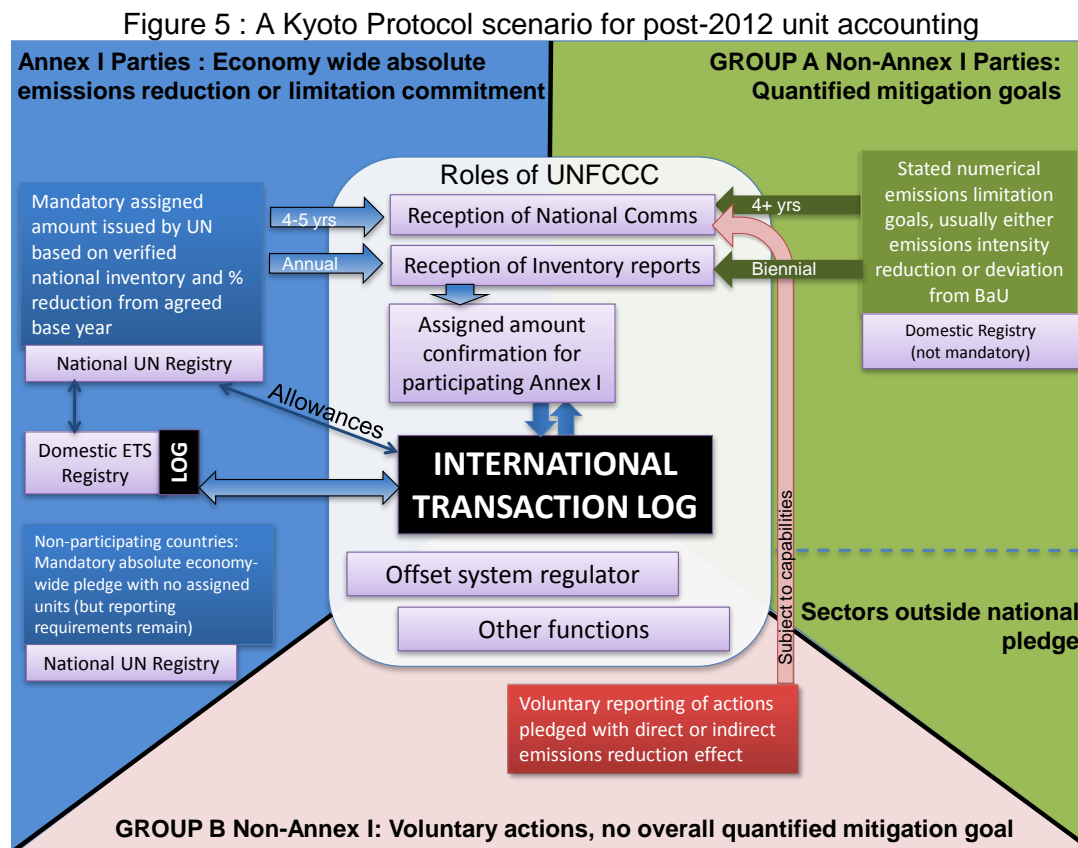 Figure 5 : A Kyoto Protocol scenario for post-2012 unit accounting
Annex I Parties : Economy wide absolute
emissions reduction or limitation commitment
GROUP A Non-Annex I Parties:
Quantified mitigation goals
Roles of UNFCCC
Mandatory assigned
amount issued by UN
based on verified
national inventory and %
reduction from agreed
base year
National UN Registry
4-5 yrs
Annual
Reception of National Comms
Reception of Inventory reports
Assigned amount
confirmation for
participating Annex I
4+ yrs
Biennial
Stated numerical
emissions limitation
goals, usually either
emissions intensity
reduction or deviation
from BaU
Domestic Registry
(not mandatory)
Allowances
Domestic ETS
Registry
LOG
INTERNATIONAL
TRANSACTION LOG
Non-participating countries:
Mandatory absolute economy-
wide pledge with no assigned
units (but reporting
requirements remain)
National UN Registry
Offset system regulator
Other functions
Subject to capabilities
Sectors outside national
pledge
Voluntary reporting of actions
pledged with direct or indirect
emissions reduction effect
GROUP B Non-Annex I: Voluntary actions, no overall quantified mitigation goal